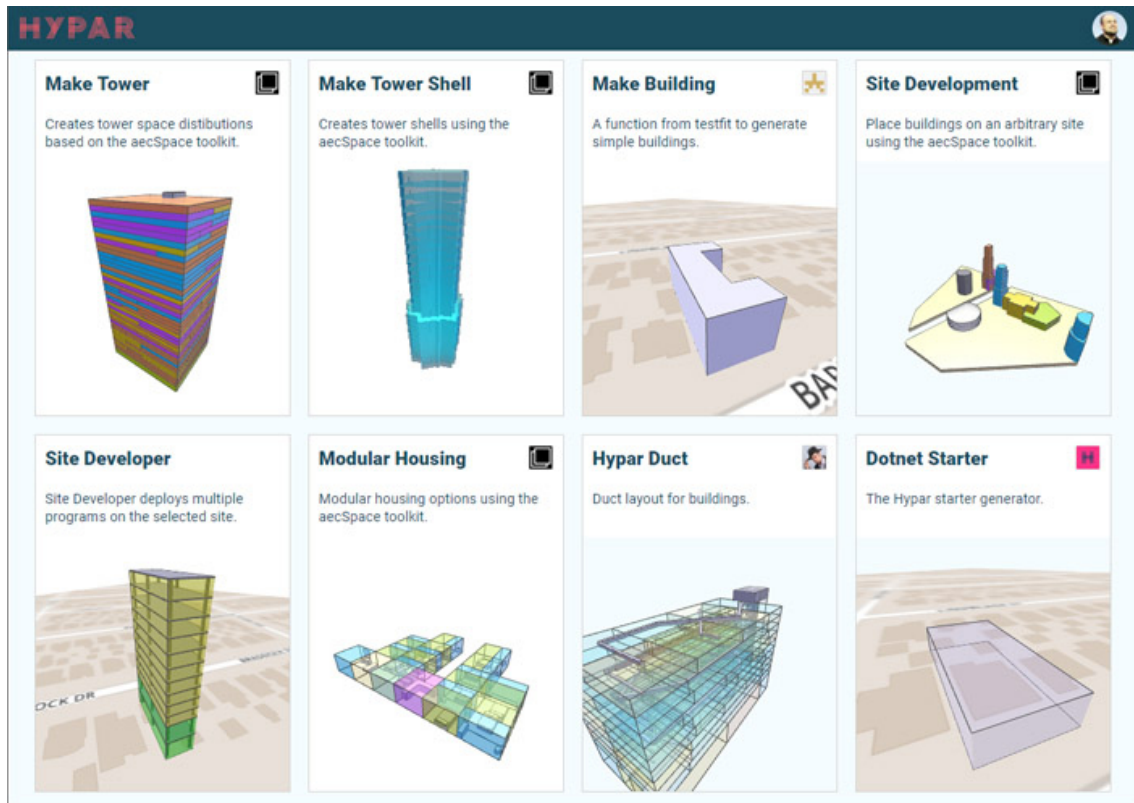 HYPAR
Make Tower
Creates tower space distibutions
based on the aecSpace toolkit.
Make Tower Shell
Creates tower shells using the
aecSpace toolkit.
Make Building
A function from testfit to generate
simple buildings.
BAR
Site Development
Place buildings on an arbitrary site
using the aecSpace toolkit.
Site Developer
Site Developer deploys multiple
programs on the selected site.
OCK DR
Modular Housing
Modular housing options using the
aecSpace toolkit.
Hypar Duct
Duct layout for buildings.
Dotnet Starter
H
The Hypar starter generator.